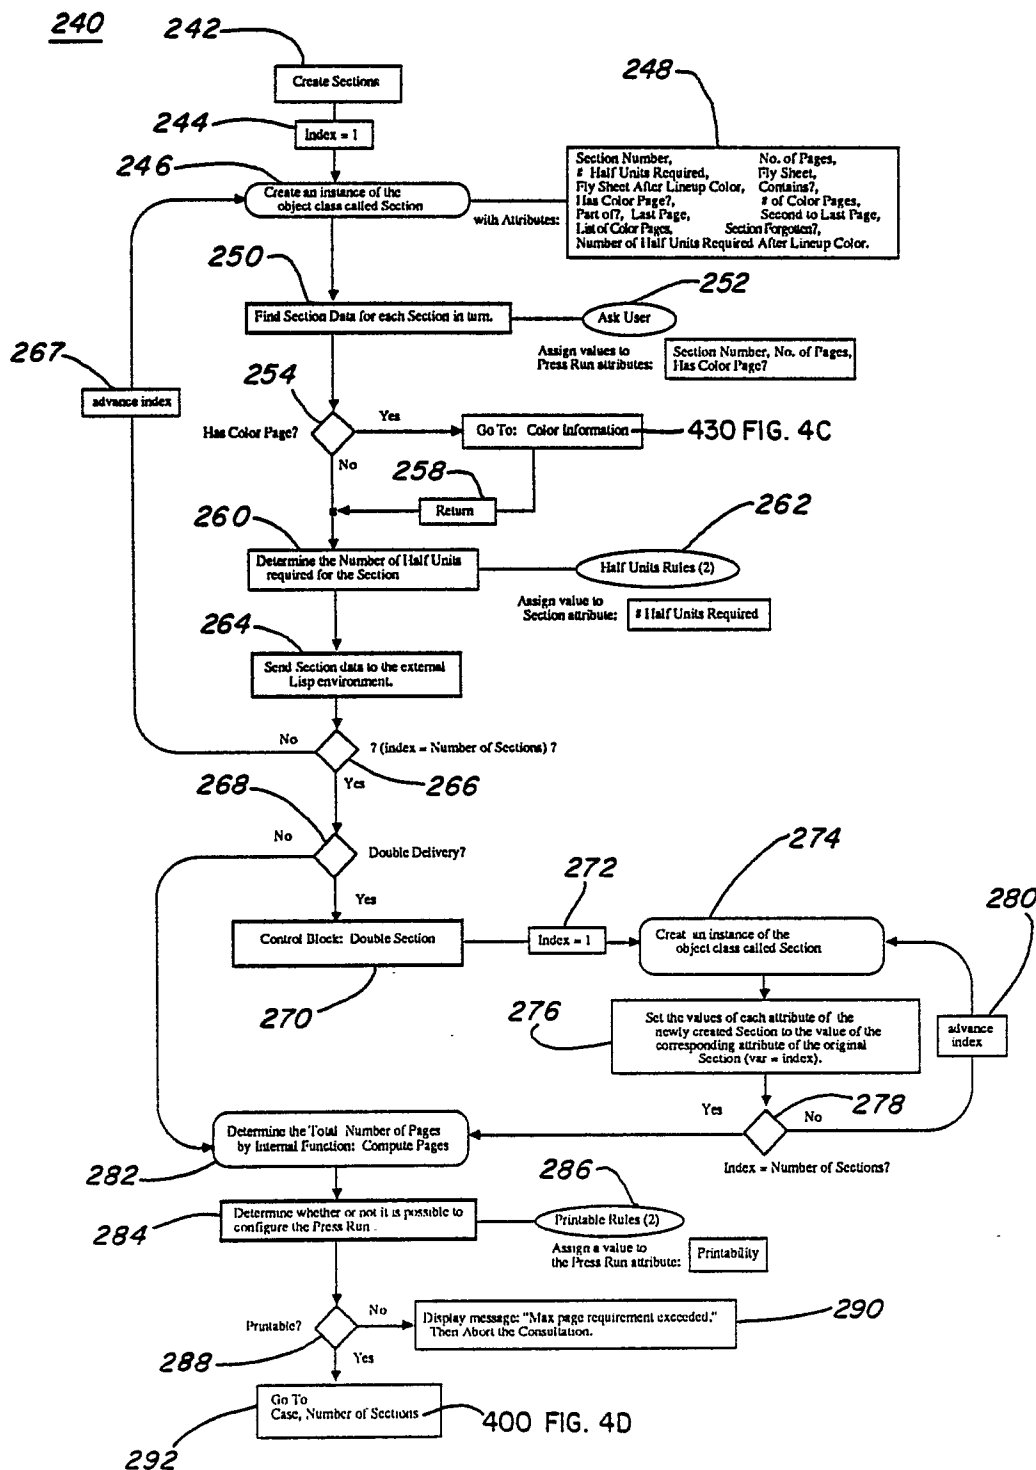 240
242
Create Sections
244
Index = 1
246
Create an instance of the
object class called Section
with Attributes:
248
Section Number, No. of Pages,
# Half Units Required, Fly Sheet,
Fly Sheet After Lineup Color, Contains?,
Has Color Page?, # of Color Pages,
Part of?, Last Page, Second to Last Page,
List of Color Pages, Section Forgotten?,
Number of Half Units Required After Lineup Color.
250
Find Section Data for each Section in turn.
252
Ask User
Assign values to
Press Run attributes:
Section Number, No. of Pages,
Has Color Page?
267
advance index
254
Has Color Page?
Yes
No
Go To: Color Information
430 FIG. 4C
258
Return
260
Determine the Number of Half Units
required for the Section
262
Half Units Rules (2)
Assign value to
Section attribute:
# Half Units Required
264
Send Section data to the external
Lisp environment.
No
? (index = Number of Sections) ?
Yes
266
268
No
Double Delivery?
Yes
270
Control Block: Double Section
272
Index = 1
274
Creat an instance of the
object class called Section
280
advance
index
276
Set the values of each attribute of the
newly created Section to the value of the
corresponding attribute of the original
Section (var = index).
Yes
No
278
Index = Number of Sections?
282
Determine the Total Number of Pages
by Internal Function: Compute Pages
284
Determine whether or not it is possible to
configure the Press Run .
286
Printable Rules (2)
Assign a value to
the Press Run attribute:
Printability
Printable?
No
288
Yes
Display message: "Max page requirement exceeded."
Then Abort the Consultation.
290
Go To
Case, Number of Sections
400 FIG. 4D
292